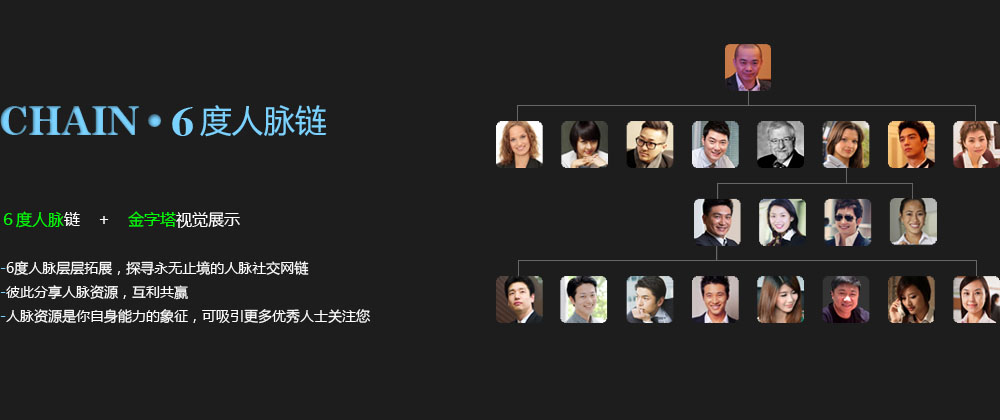 CHAIN·6度人脉链
6度人脉链 + 金字塔视觉展示
-6度人脉层层拓展，探寻永无止境的人脉社交网链
-彼此分享人脉资源，互利共赢
-人脉资源是你自身能力的象征，可吸引更多优秀人士关注您